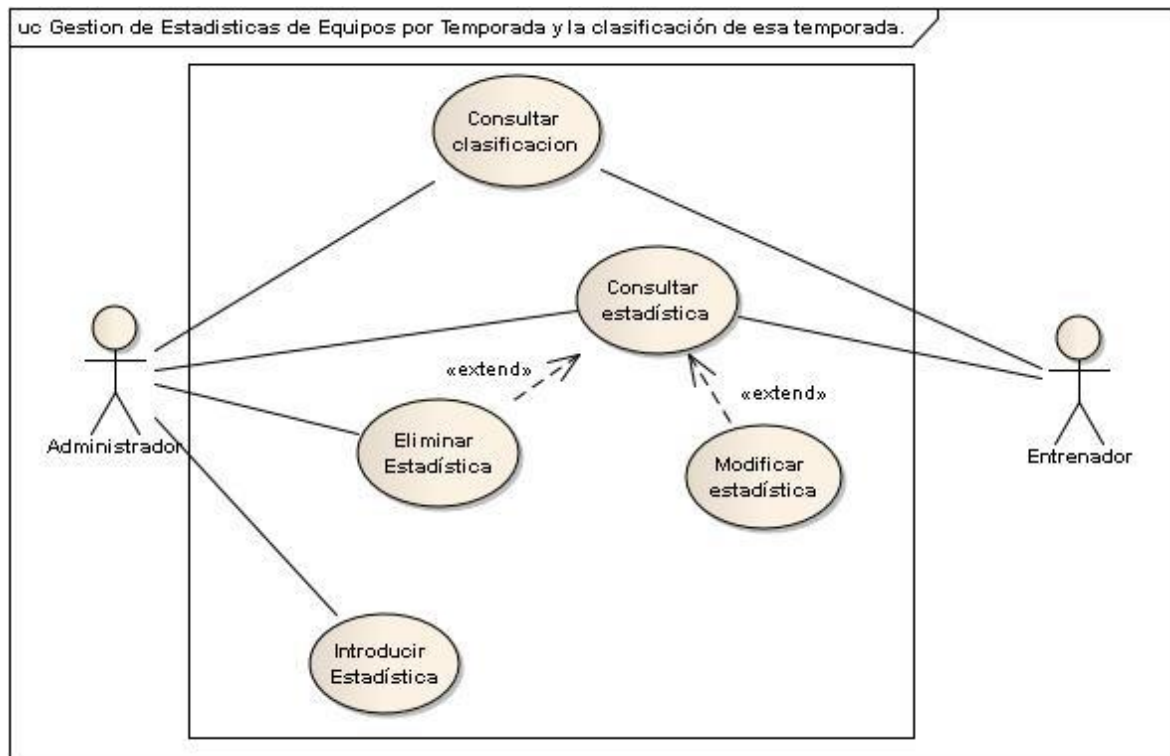 uc Gestion de Estadisticas de Equipos por Temporada y la clasificación de esa temporada.
Consultar
clasificacion
Consultar
estadística
«extend»
«extend»
Administrador
Eliminar
Estadística
Modificar
estadística
Entrenador
Introducir
Estadística